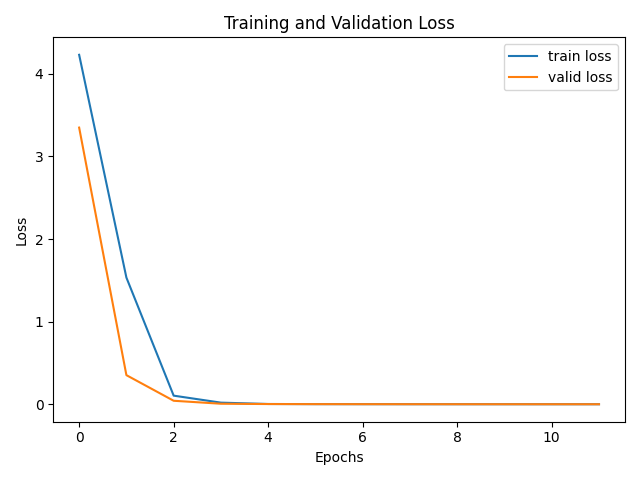 Training and Validation Loss
train loss
valid loss
4
3
2
1
0
Loss
0 2 4 6 8 10
Epochs